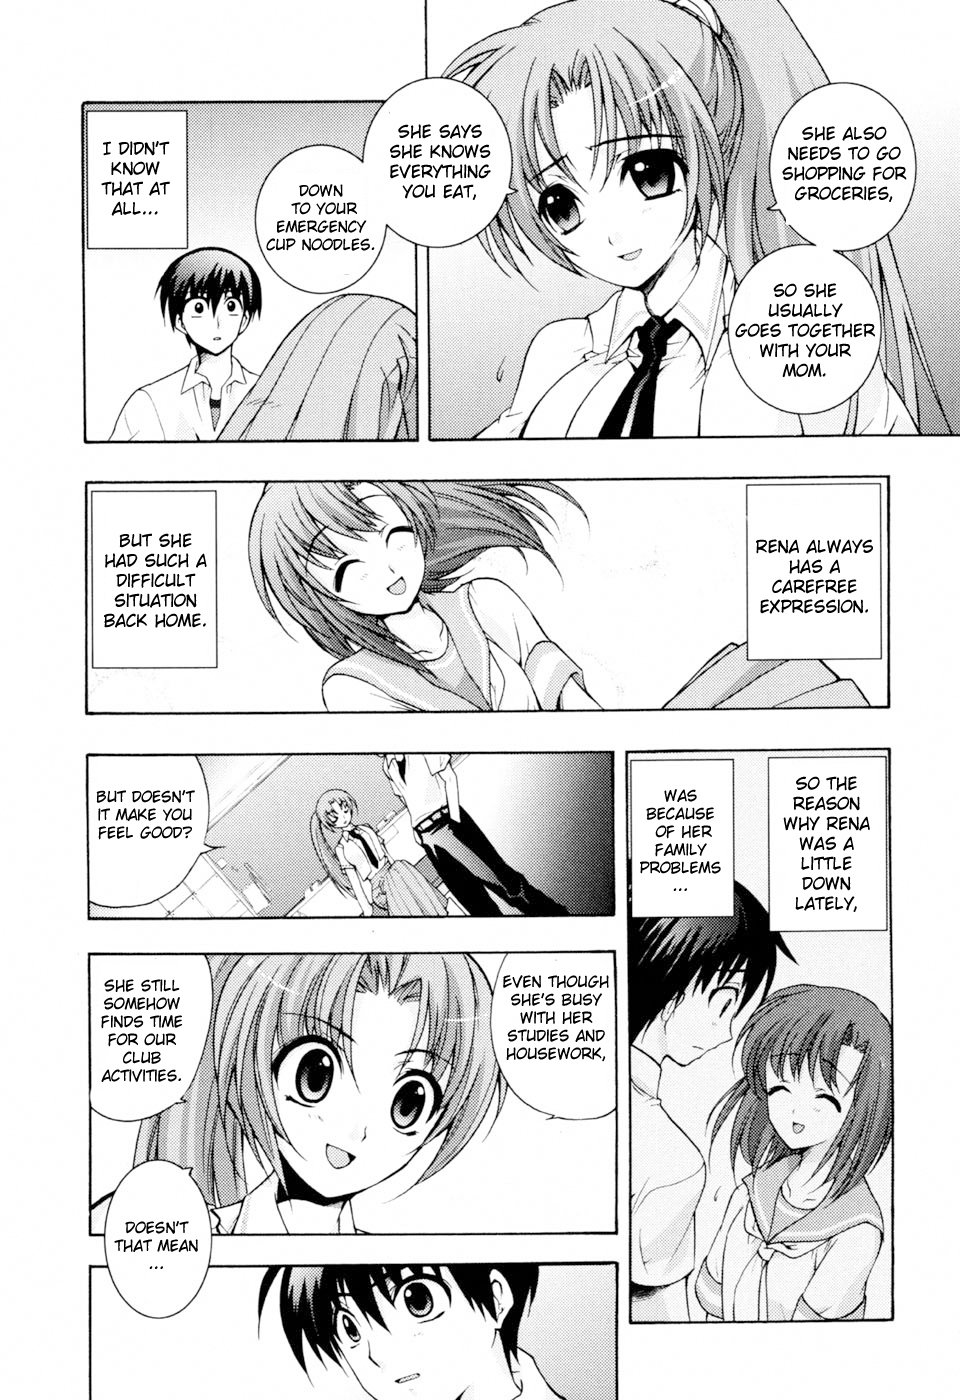 SHE ALSO
NEEDS TO GO
SHOPPING FOR
GROCERIES,
SO SHE
USUALLY
GOES TOGETHER
WITH YOUR
MOM.
SHE SAYS
SHE KNOWS
EVERYTHING
YOU EAT,
DOWN
TO YOUR
EMERGENCY
CUP NOODLES.
I DIDN'T
KNOW
THAT AT
ALL...
RENA ALWAYS
HAS A
CAREFREE
EXPRESSION.
BUT SHE
HAD SUCH A
DIFFICULT
SITUATION
BACK HOME.
SO THE
REASON
WHY RENA
WAS A
LITTLE
DOWN
LATELY,
WAS
BECAUSE
OF HER
FAMILY
PROBLEMS
...
BUT DOESN'T
IT MAKE YOU
FEEL GOOD?
EVEN THOUGH
SHE'S BUSY
WITH HER
STUDIES AND
HOUSEWORK,
SHE STILL
SOMEHOW
FINDS TIME
FOR OUR
CLUB
ACTIVITIES.
DOESN'T
THAT MEAN
...